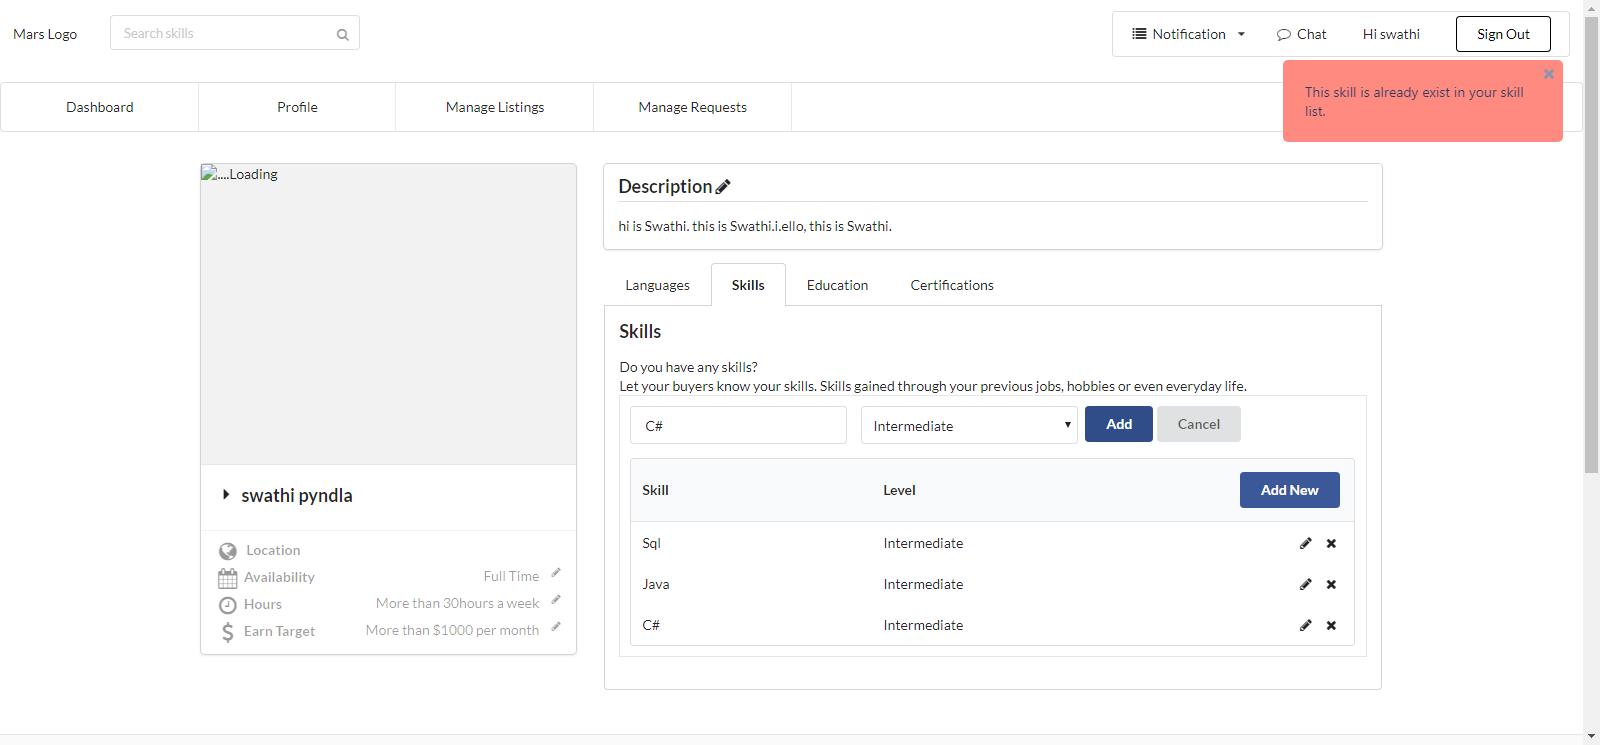 Mars Logo
Search skills
Notification
Chat
Hi swathi
Sign Out
This skill is already exist in your skill
list.
Dashboard
Profile
Manage Listings
Manage Requests
....Loading
swathi pyndla
Location
Availability Full Time
Hours More than 30hours a week
Earn Target More than $1000 per month
Description
hi is Swathi. this is Swathi.i.ello, this is Swathi.
Languages
Skills
Education
Certifications
Skills
Do you have any skills?
Let your buyers know your skills. Skills gained through your previous jobs, hobbies or even everyday life.
C# Intermediate Add Cancel
Skill Level Add New
Sql Intermediate
Java Intermediate
C# Intermediate